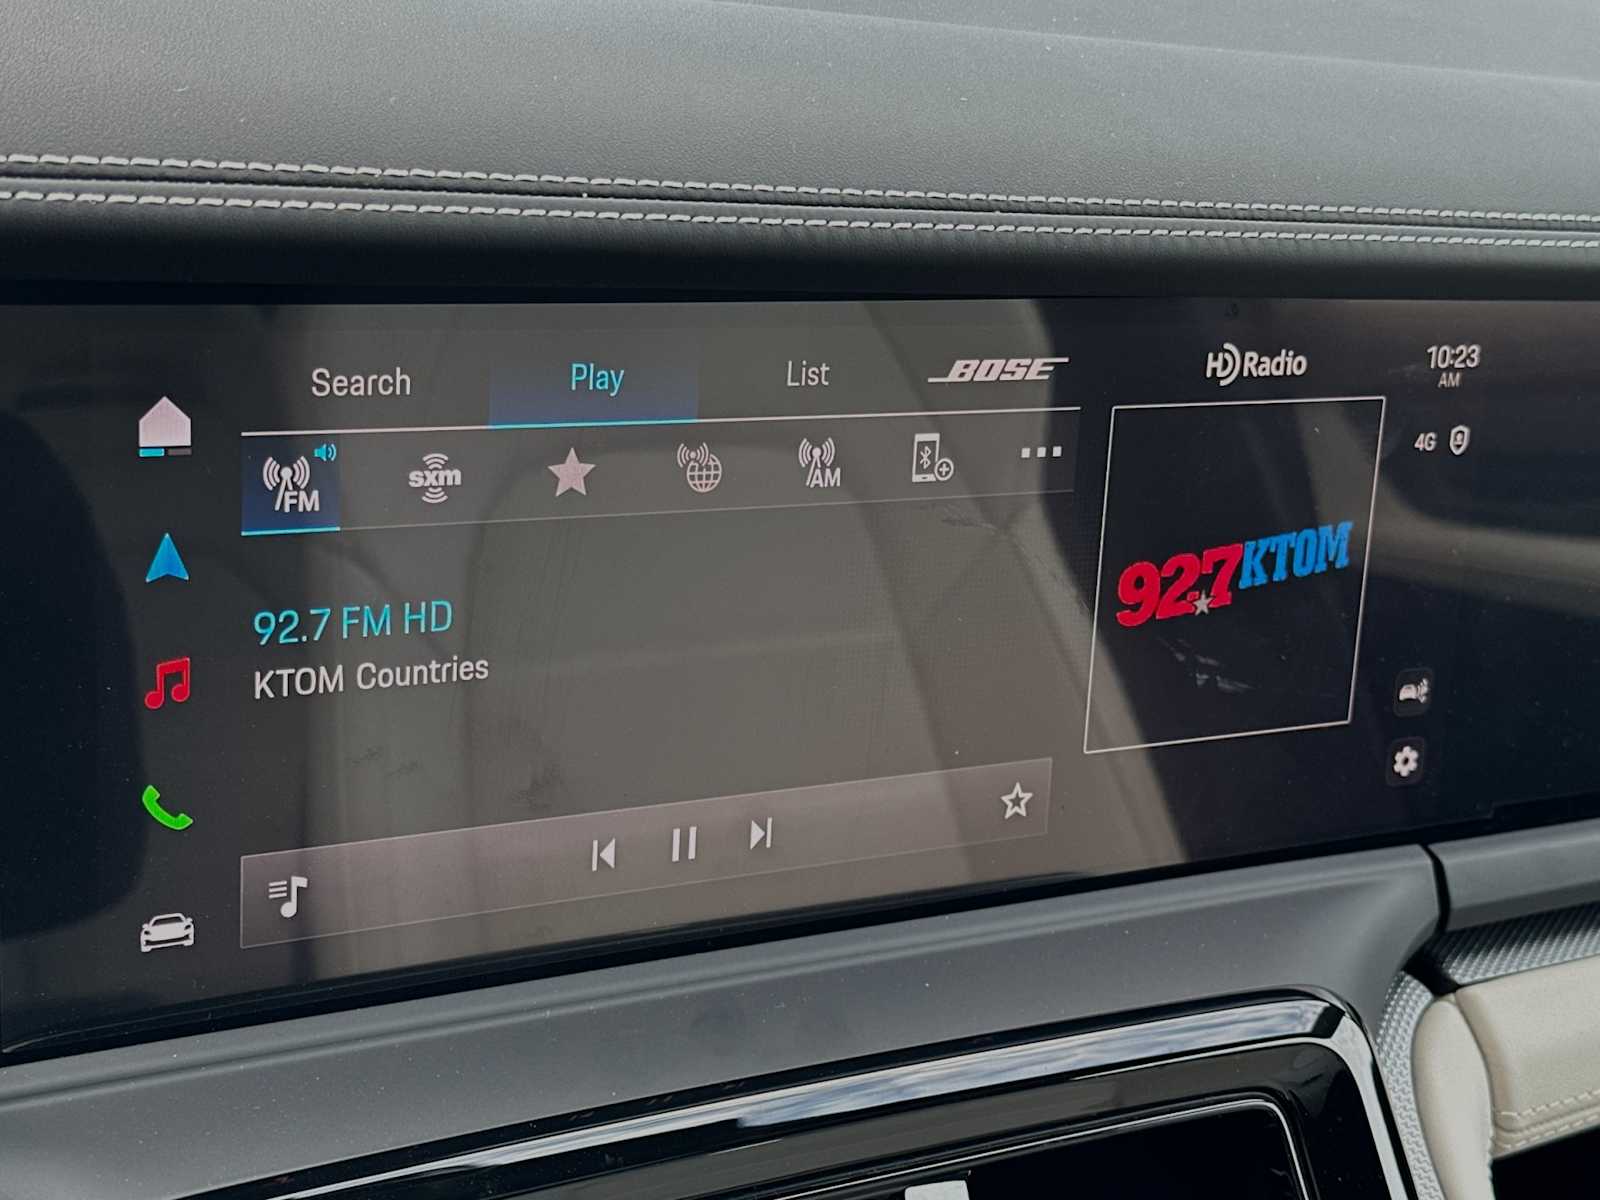 Search Play List BOSE HD Radio 10:23
AM
FM sxm AM
4G
92.7 KTOM
92.7 FM HD
KTOM Countries